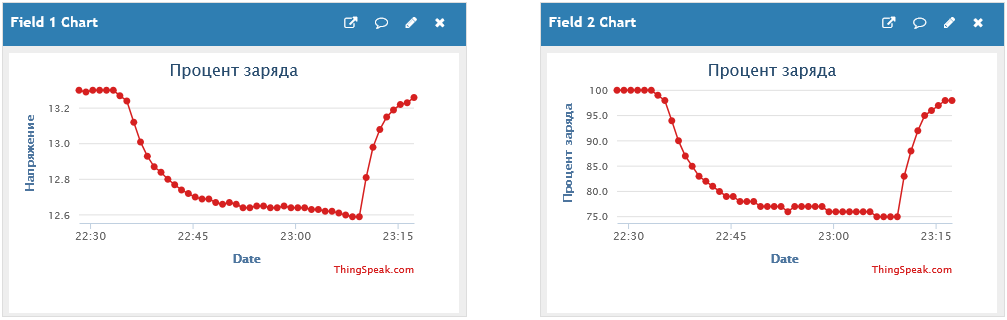 Field 1 Chart
Процент заряда
Напряжение
13.2
13.0
12.8
12.6
22:30 22:45 23:00 23:15
Date
ThingSpeak.com
Field 2 Chart
Процент заряда
Процент заряда
100
95.0
90.0
85.0
80.0
75.0
22:30 22:45 23:00 23:15
Date
ThingSpeak.com